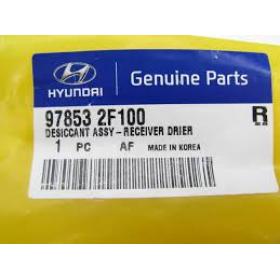 HYUNDAI
Genuine Parts
97853 2F100
R
DESICCANT ASSY-RECEIVER DRIER
1 PC AF MADE IN KOREA